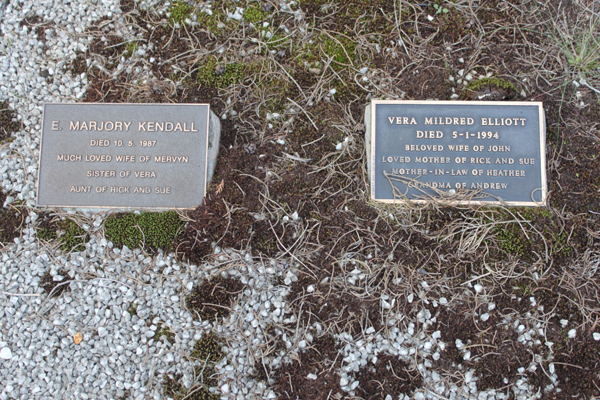 E. MARJORY KENDALL
DIED 10. 5. 1987
MUCH LOVED WIFE OF MERVYN
SISTER OF VERA
AUNT OF RICK AND SUE
VERA MILDRED ELLIOTT
DIED 5-1-1994
BELOVED WIFE OF JOHN
LOVED MOTHER OF RICK AND SUE
MOTHER-IN-LAW OF HEATHER
GRANDMA OF ANDREW